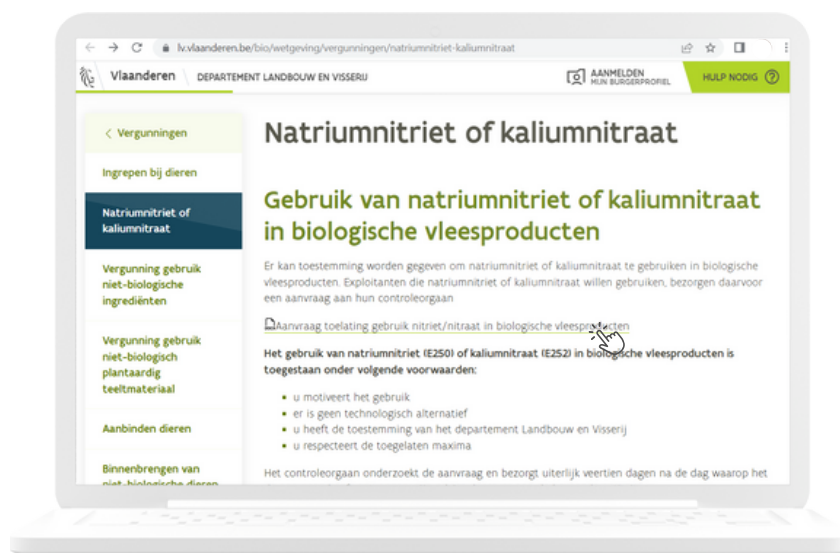 lv.vlaanderen.be/bio/wetgeving/vergunningen/natriumnitriet-kaliumnitraat
Vlaanderen
DEPARTEMENT LANDBOUW EN VISSERIJ
AANMELDEN
MIJN BURGERPROFIEL
HULP NODIG ?
< Vergunningen
Ingrepen bij dieren
Natriumnitriet of
kaliumnitraat
Vergunning gebruik
niet-biologische
ingrediënten
Vergunning gebruik
niet-biologisch
plantaardig
teeltmateriaal
Aanbinden dieren
Binnenbrengen van
niet-biologische dieren
Natriumnitriet of kaliumnitraat
Gebruik van natriumnitriet of kaliumnitraat
in biologische vleesproducten
Er kan toestemming worden gegeven om natriumnitriet of kaliumnitraat te gebruiken in biologische
vleesproducten. Exploitanten die natriumnitriet of kaliumnitraat willen gebruiken, bezorgen daarvoor
een aanvraag aan hun controleorgaan
Aanvraag toelating gebruik nitriet/nitraat in biologische vleesproducten
Het gebruik van natriumnitriet (E250) of kaliumnitraat (E252) in biologische vleesproducten is
toegestaan onder volgende voorwaarden:
▪ u motiveert het gebruik
▪ er is geen technologisch alternatief
▪ u heeft de toestemming van het departement Landbouw en Visserij
▪ u respecteert de toegelaten maxima
Het controleorgaan onderzoekt de aanvraag en bezorgt uiterlijk veertien dagen na de dag waarop het